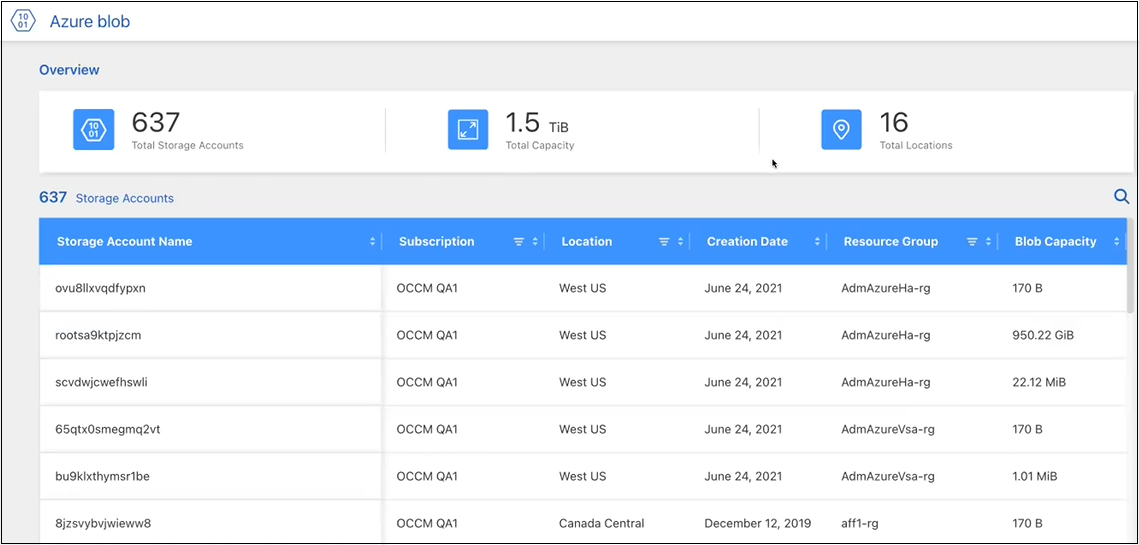 10
01
Azure blob
Overview
10
01
637
Total Storage Accounts
1.5 TiB
Total Capacity
16
Total Locations
637 Storage Accounts
Storage Account Name Subscription Location Creation Date Resource Group Blob Capacity
ovu8llxvqdfypxn OCCM QA1 West US June 24, 2021 AdmAzureHa-rg 170 B
rootsa9ktpjzcm OCCM QA1 West US June 24, 2021 AdmAzureHa-rg 950.22 GiB
scvdwjcwefhswli OCCM QA1 West US June 24, 2021 AdmAzureHa-rg 22.12 MiB
65qtx0smegmq2vt OCCM QA1 West US June 24, 2021 AdmAzureVsa-rg 170 B
bu9klxthymsr1be OCCM QA1 West US June 24, 2021 AdmAzureVsa-rg 1.01 MiB
8jzsvybvjwieww8 OCCM QA1 Canada Central December 12, 2019 aff1-rg 170 B